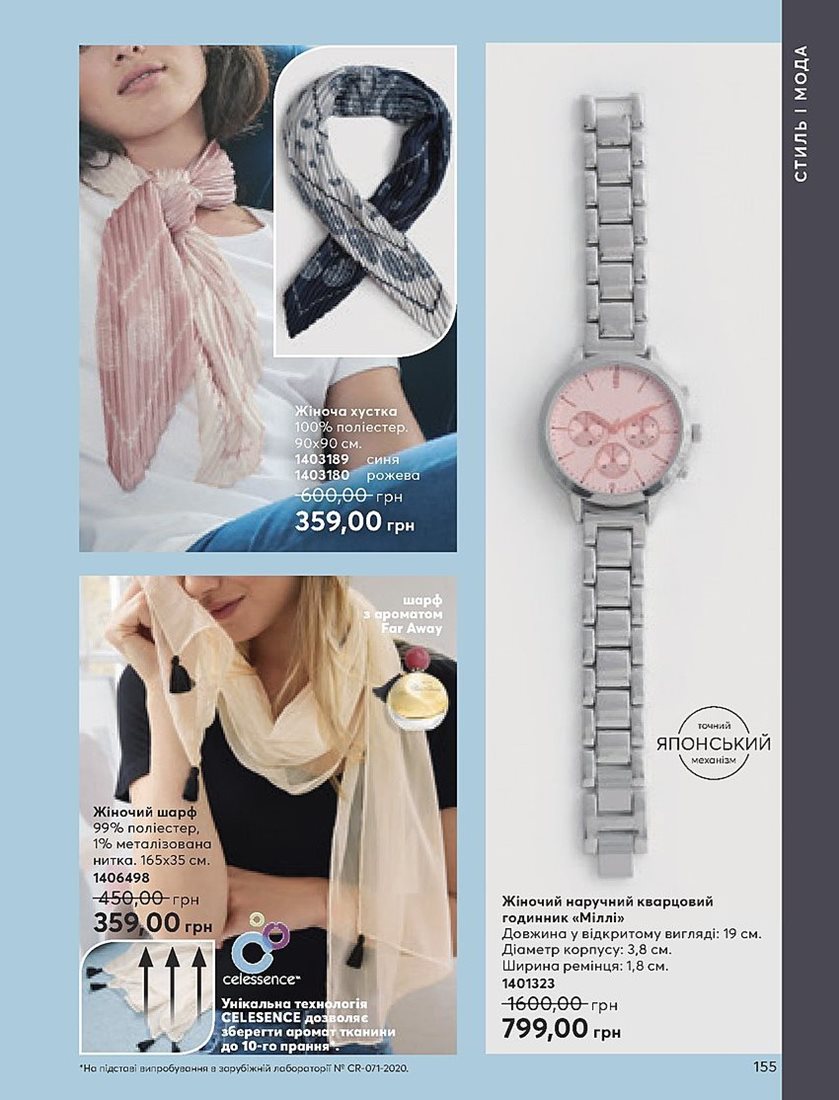 СТИЛЬ І МОДА
Жіноча хустка
100% поліестер.
90х90 см.
1403189 синя
1403180 рожева
600,00 грн
359,00 грн
шарф
з ароматом
Far Away
Жіночий шарф
99% поліестер,
1% металізована
нитка. 165х35 см.
1406498
450,00 грн
359,00 грн
celessence™
Унікальна технологія
CELESENCE дозволяє
зберегти аромат тканини
до 10-го прання*.
точний
ЯПОНСЬКИЙ
механізм
Жіночий наручний кварцовий
годинник «Міллі»
Довжина у відкритому вигляді: 19 см.
Діаметр корпусу: 3,8 см.
Ширина ремінця: 1,8 см.
1401323
1600,00 грн
799,00 грн
*На підставі випробування в зарубіжній лабораторії № CR-071-2020.
155